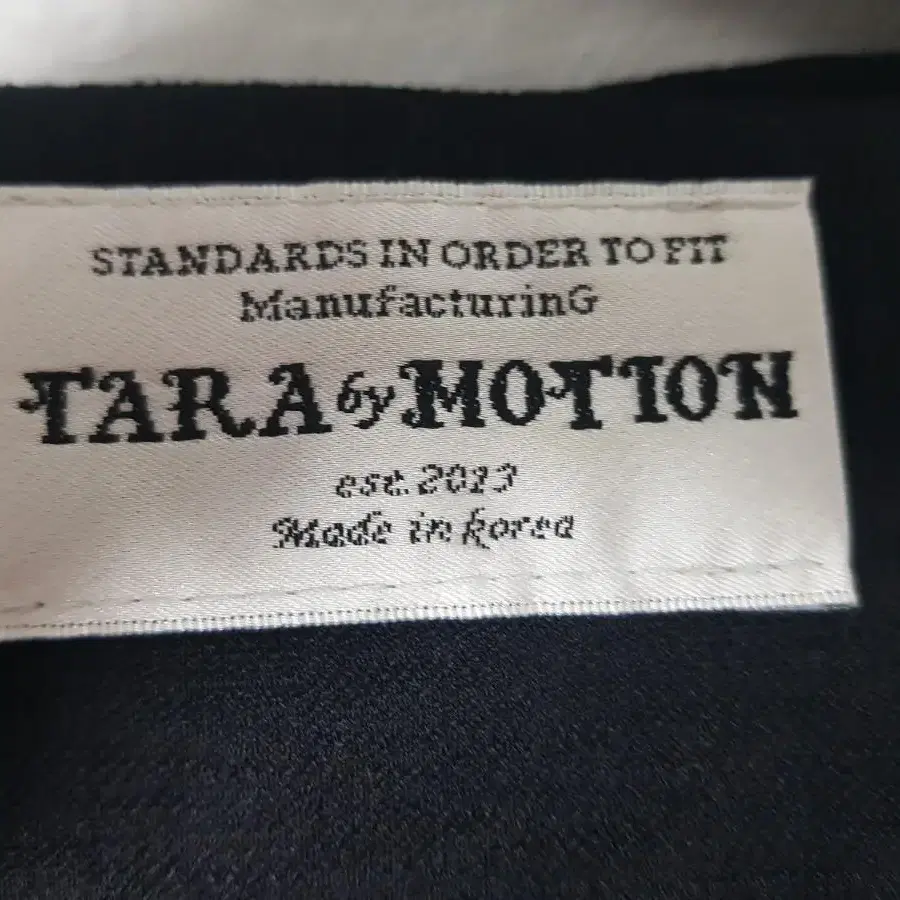 STANDARDS IN ORDER TO FIT
ManufacturinG
TARA by MOTION
est. 2013
Made in korea